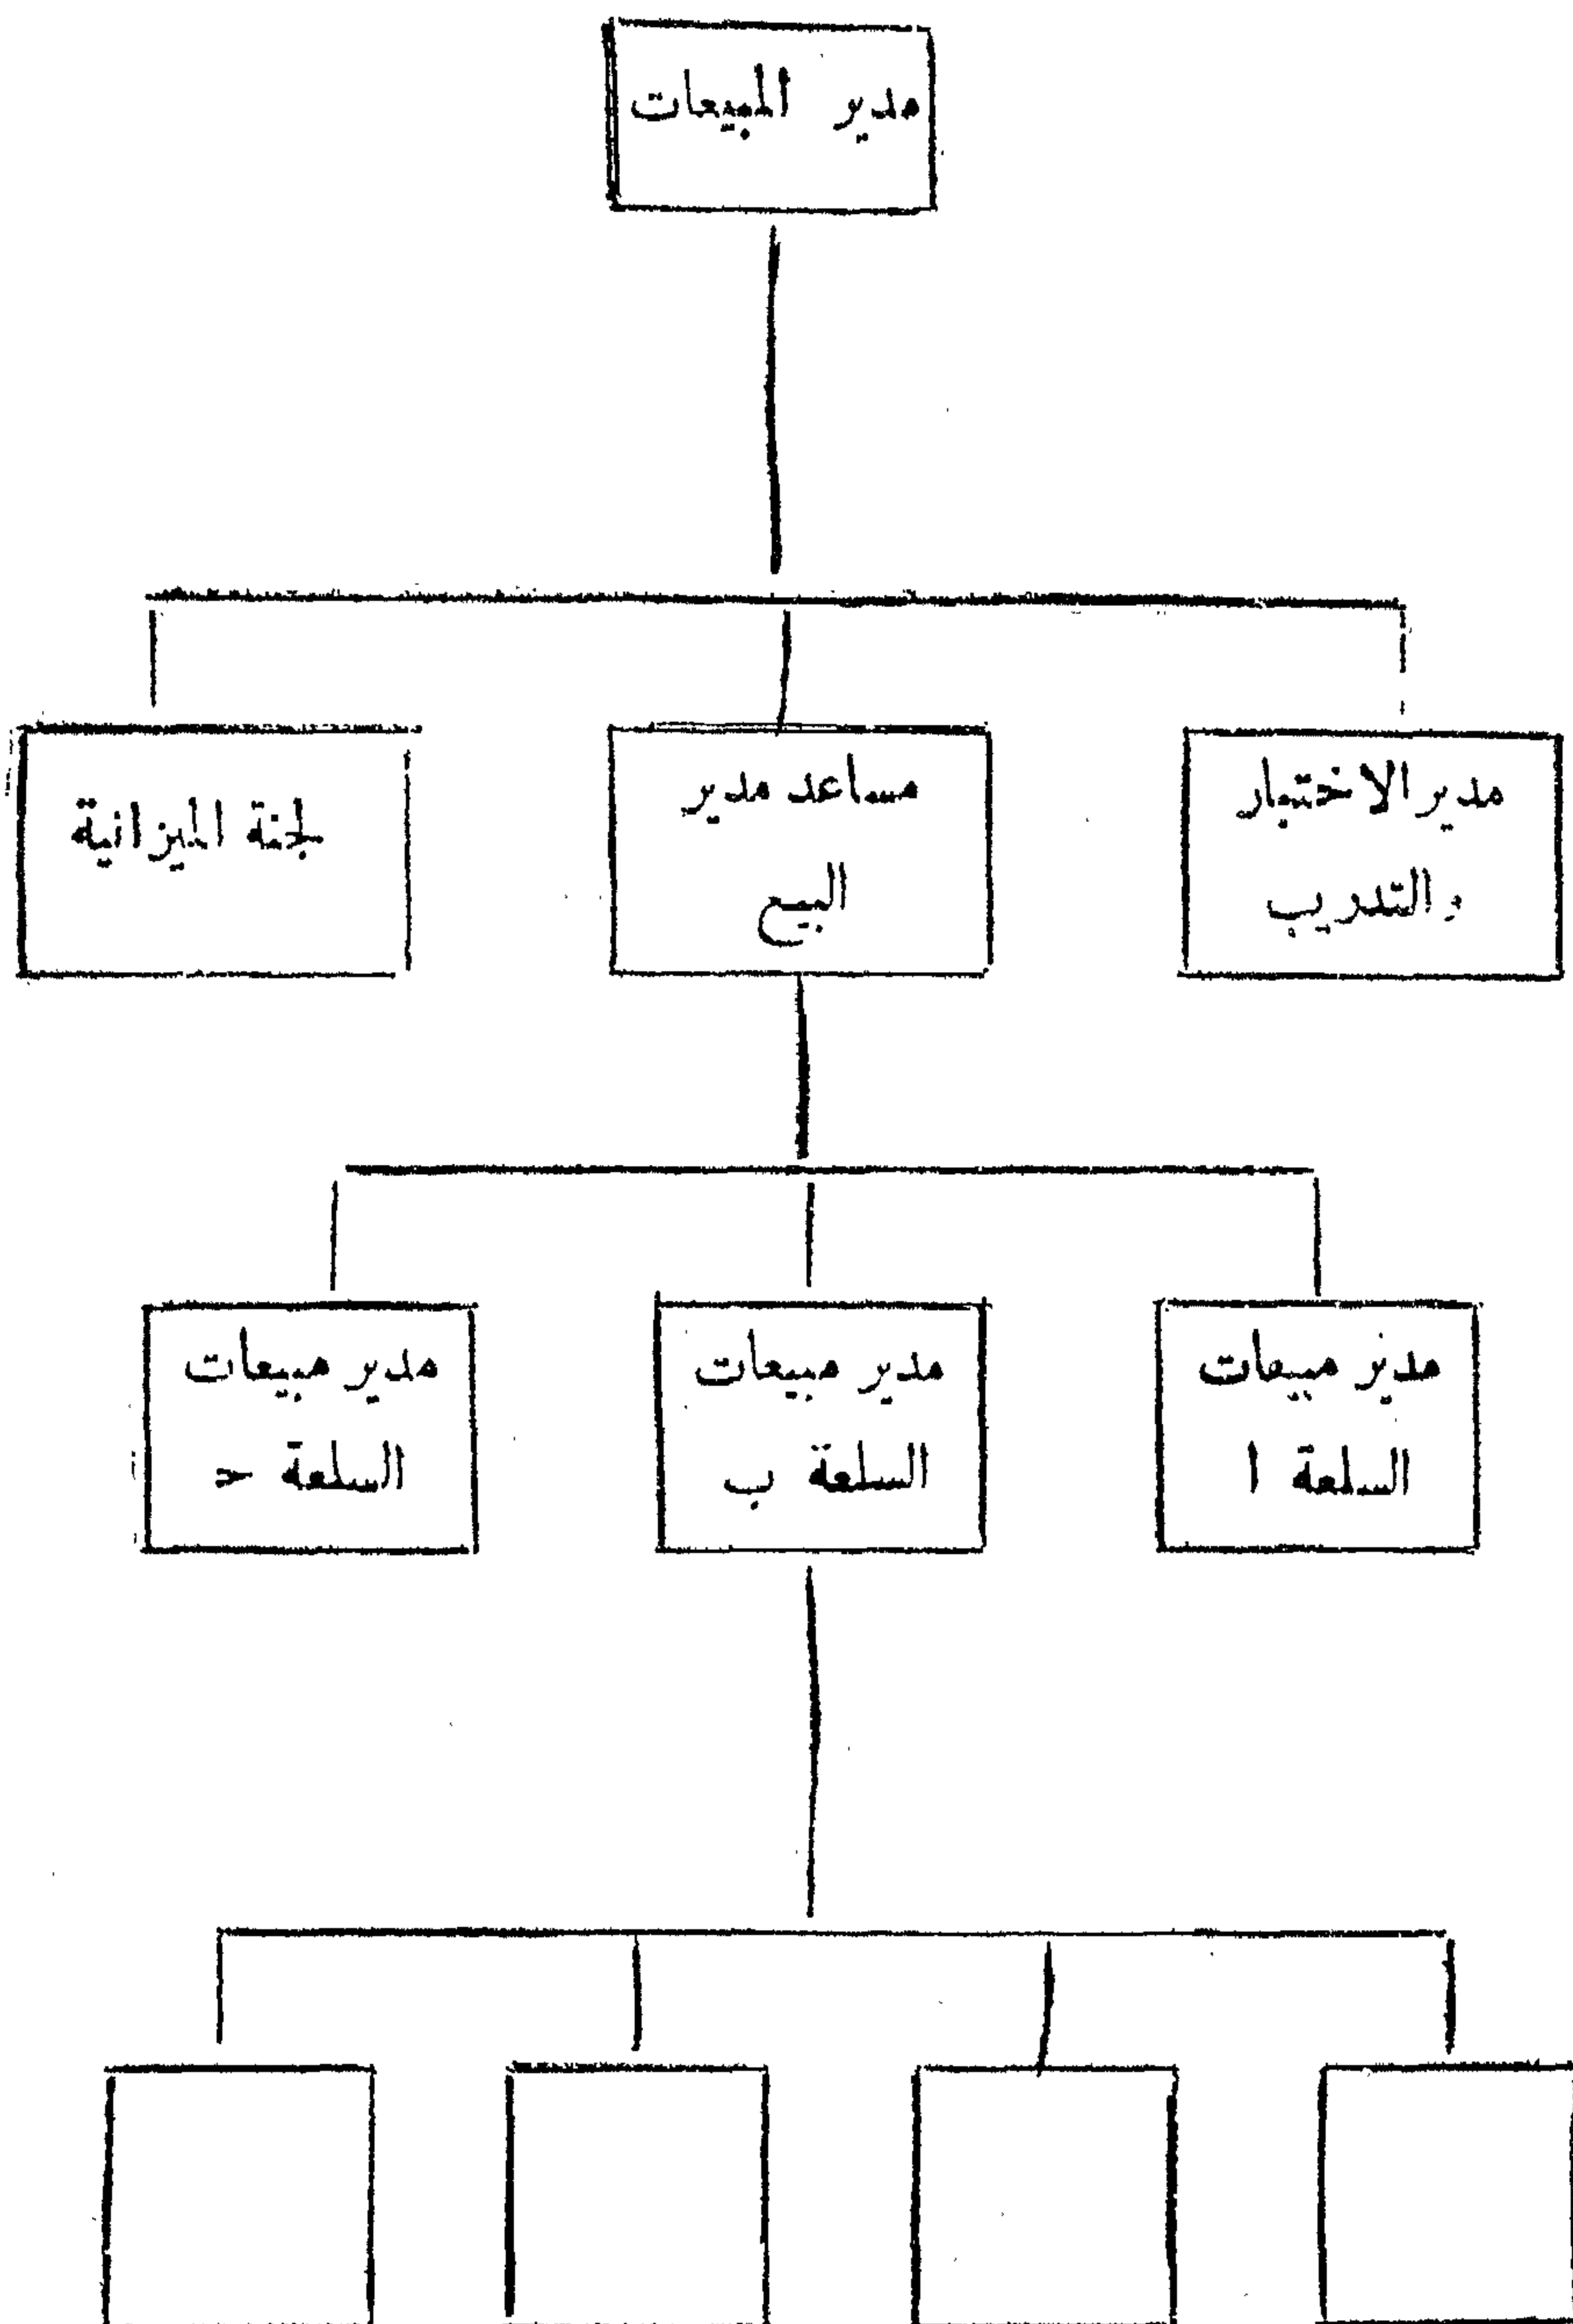 مدير المبيعات
مدير الاختبار
والتدريب
مساعد مدير
البيع
لجنة الميزانية
مدير مبيعات
السلعة ا
مدير مبيعات
السلعة ب
مدير مبيعات
السلعة ح